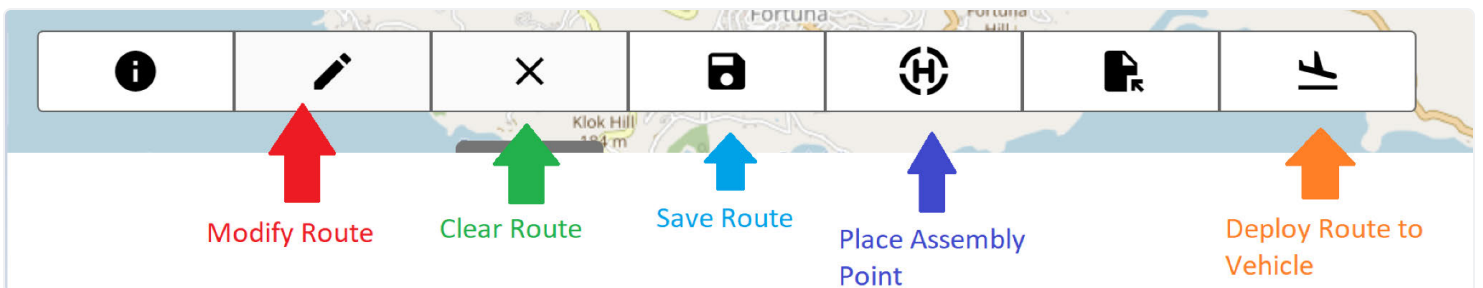 Fortuna
Fortuna
Hill
H
Klok Hill
184 m
Modify Route
Clear Route
Save Route
Place Assembly
Point
Deploy Route to
Vehicle